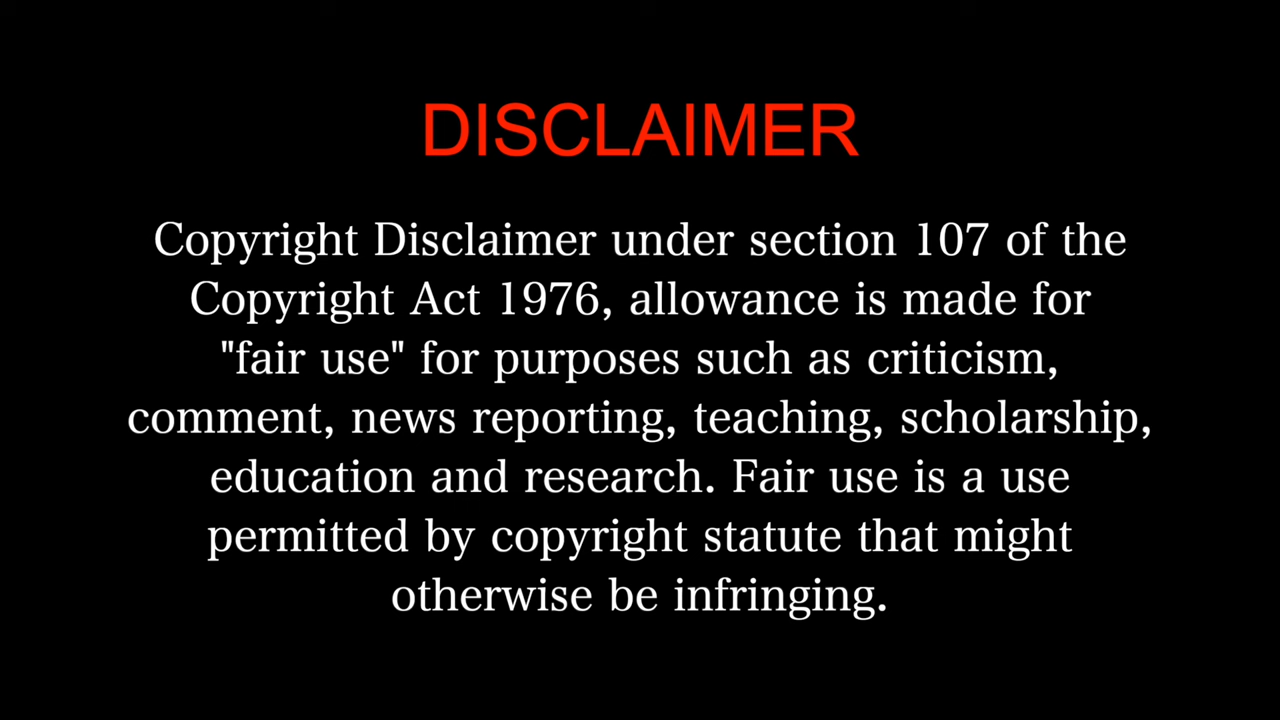 DISCLAIMER
Copyright Disclaimer under section 107 of the
Copyright Act 1976, allowance is made for
"fair use" for purposes such as criticism,
comment, news reporting, teaching, scholarship,
education and research. Fair use is a use
permitted by copyright statute that might
otherwise be infringing.